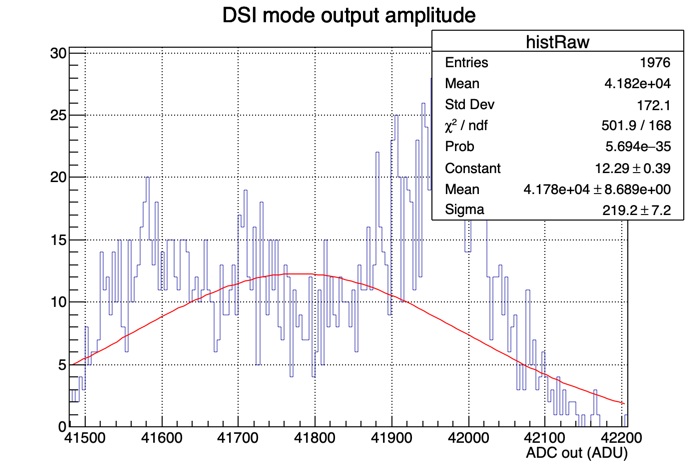 DSI mode output amplitude
histRaw
Entries 1976
Mean 4.182e+04
Std Dev 172.1
χ² / ndf 501.9 / 168
Prob 5.694e−35
Constant 12.29 ± 0.39
Mean 4.178e+04 ± 8.689e+00
Sigma 219.2 ± 7.2
30
25
20
15
10
5
0
41500 41600 41700 41800 41900 42000 42100 42200
ADC out (ADU)